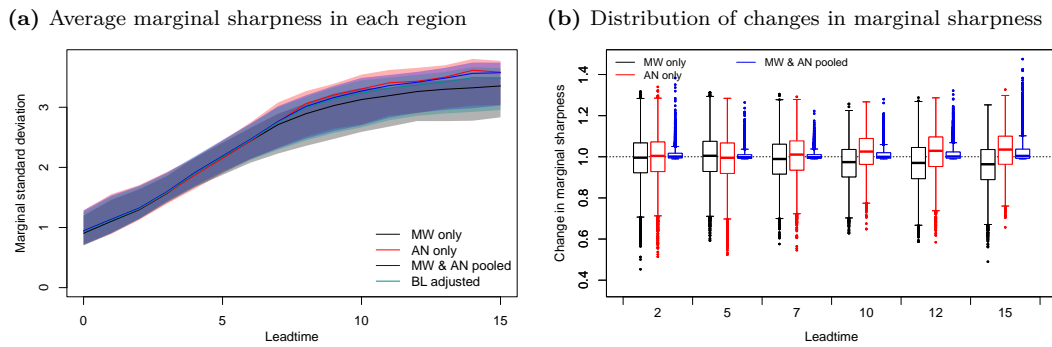 (a) Average marginal sharpness in each region
Marginal standard deviation
3
2
1
0
MW only
AN only
MW & AN pooled
BL adjusted
0 5 10 15
Leadtime
(b) Distribution of changes in marginal sharpness
Change in marginal sharpness
1.4
1.2
1.0
0.8
0.6
0.4
MW only MW & AN pooled
AN only
2 5 7 10 12 15
Leadtime